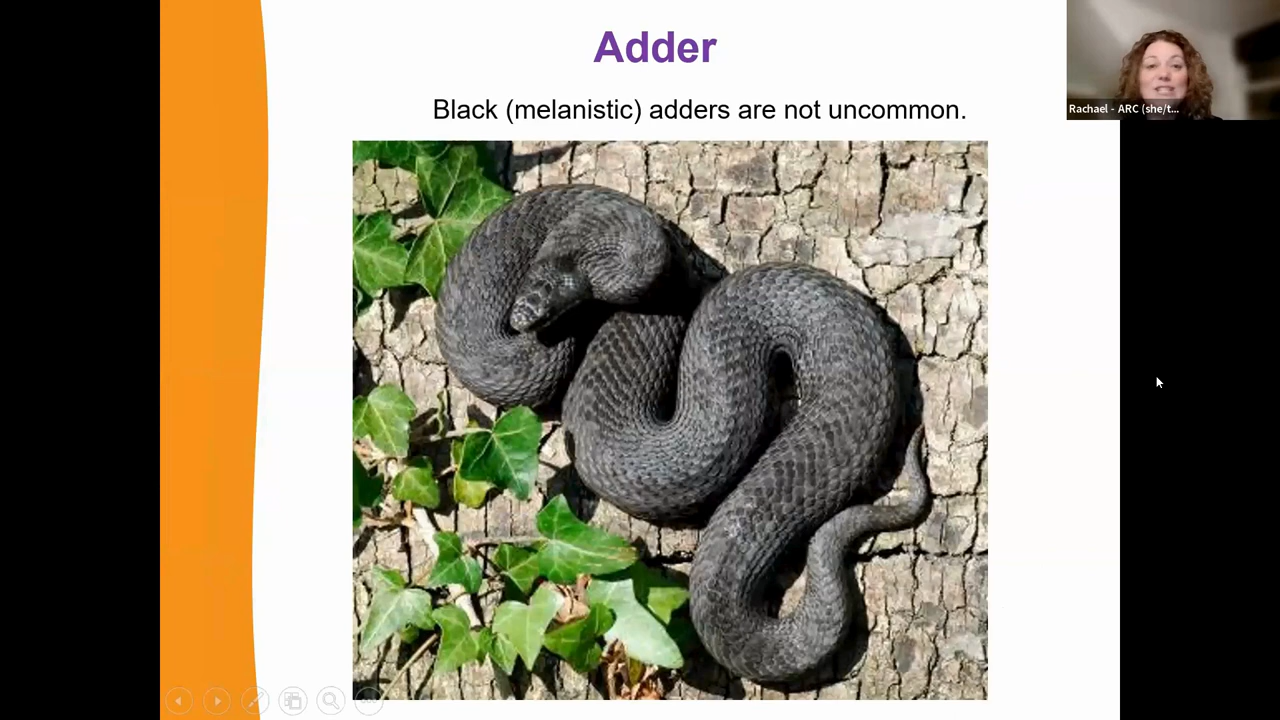 Adder
Black (melanistic) adders are not uncommon.
Rachael - ARC (she/t...